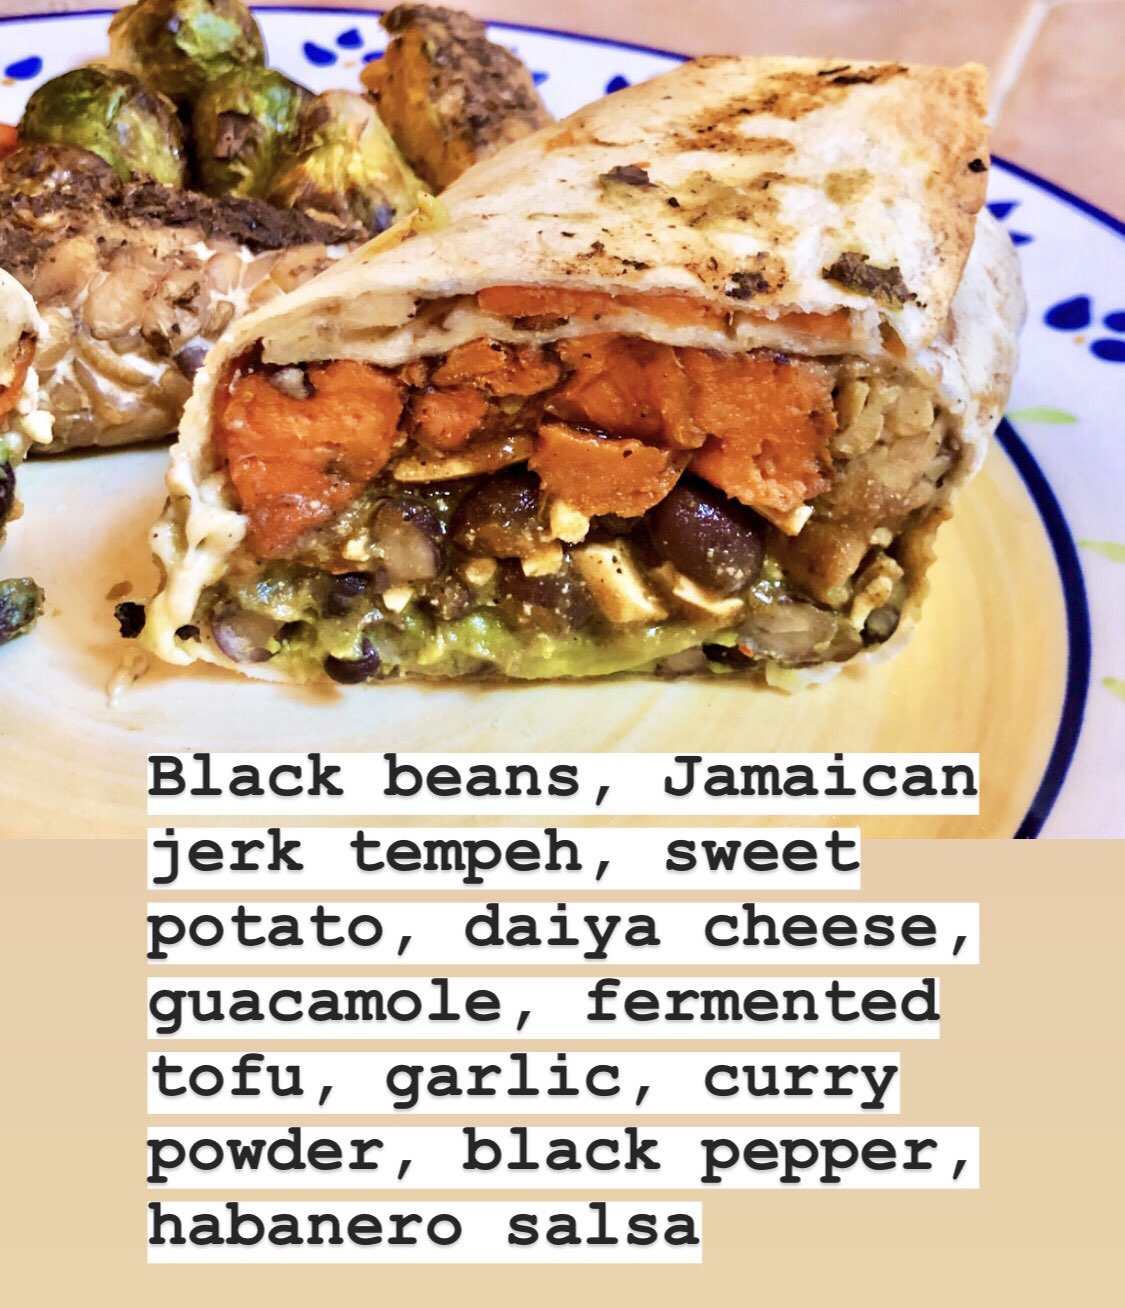 Black beans, Jamaican
jerk tempeh, sweet
potato, daiya cheese,
guacamole, fermented
tofu, garlic, curry
powder, black pepper,
habanero salsa